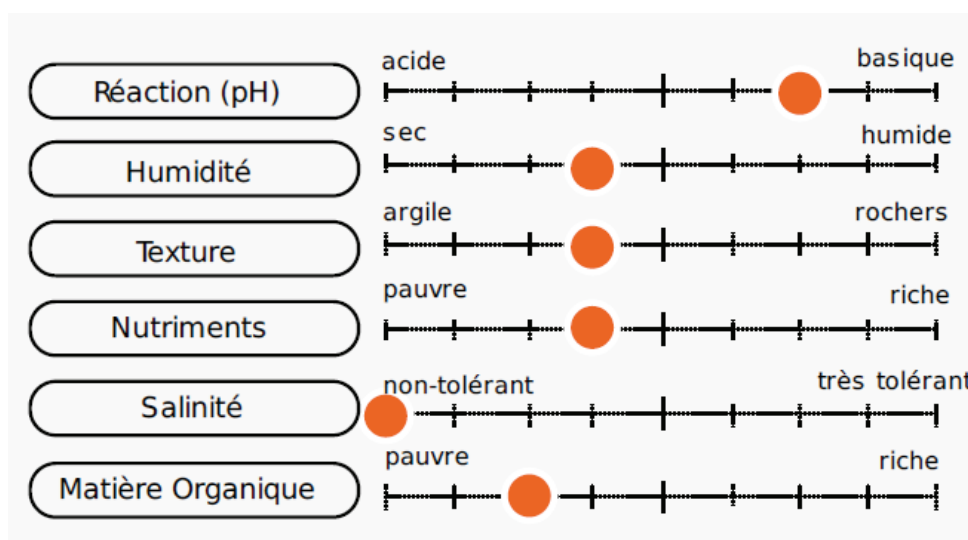 acide basique
Réaction (pH)
sec humide
Humidité
argile rochers
Texture
pauvre riche
Nutriments
non-tolérant très tolérant
Salinité
pauvre riche
Matière Organique